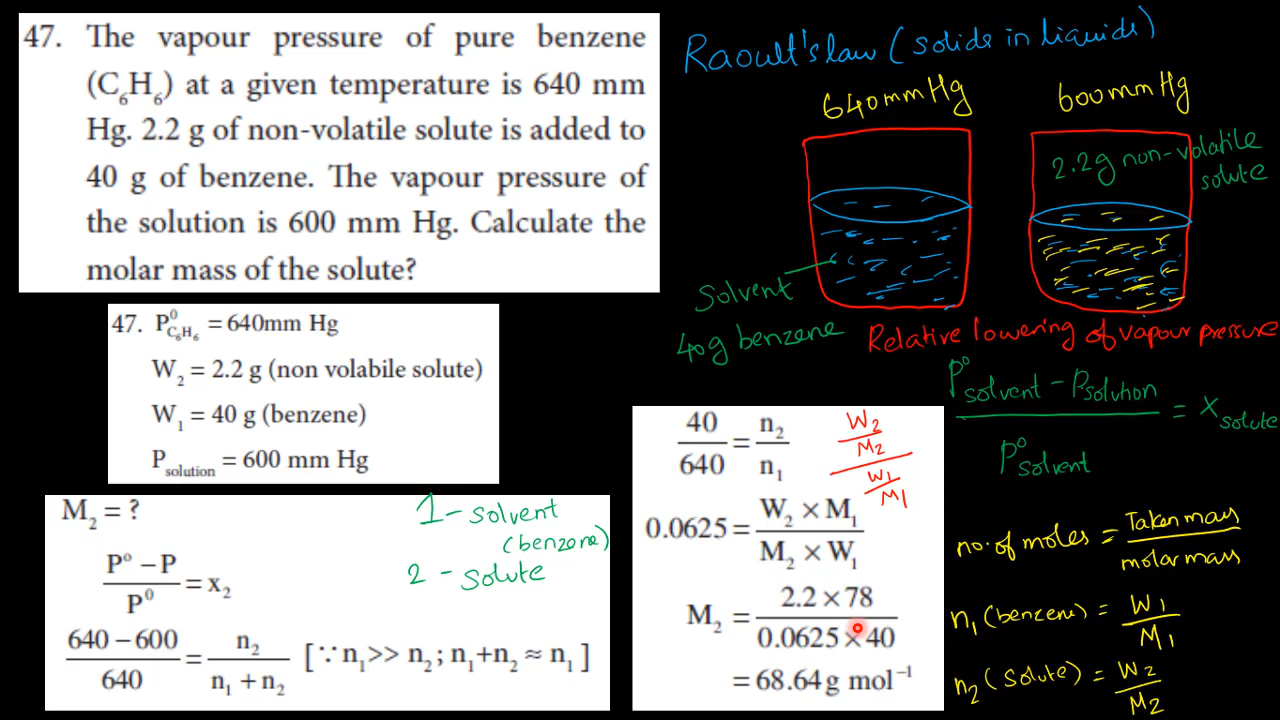 47. The vapour pressure of pure benzene
(C₆H₆) at a given temperature is 640 mm
Hg. 2.2 g of non-volatile solute is added to
40 g of benzene. The vapour pressure of
the solution is 600 mm Hg. Calculate the
molar mass of the solute?
47. P⁰C₆H₆ = 640mm Hg
W₂ = 2.2 g (non volabile solute)
W₁ = 40 g (benzene)
Psolution = 600 mm Hg
M₂ = ?
P° − P / P⁰ = x₂
640 − 600 / 640 = n₂ / n₁ + n₂ [∵ n₁ >> n₂ ; n₁+n₂ ≈ n₁]
1 - solvent
(benzene)
2 - solute
40 / 640 = n₂ / n₁
W₂ / M₂
W₁ / M₁
0.0625 = W₂ × M₁ / M₂ × W₁
M₂ = 2.2 × 78 / 0.0625 × 40
= 68.64 g mol⁻¹
Raoult's law (solids in liquids)
640mm Hg
600mm Hg
2.2g non-volatile
solute
Solvent
40g benzene
Relative lowering of vapour pressure
P⁰solvent − Psolution / P⁰solvent = xsolute
no. of moles = Taken mass / molar mass
n₁ (benzene) = W₁ / M₁
n₂ (solute) = W₂ / M₂